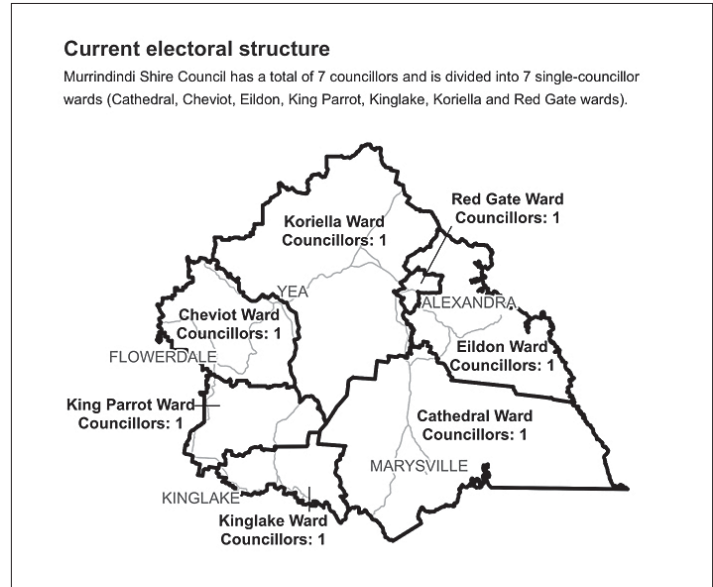 Current electoral structure
Murrindindi Shire Council has a total of 7 councillors and is divided into 7 single-councillor
wards (Cathedral, Cheviot, Eildon, King Parrot, Kinglake, Koriella and Red Gate wards).
Red Gate Ward
Councillors: 1
Koriella Ward
Councillors: 1
YEA
ALEXANDRA
Cheviot Ward
Councillors: 1
FLOWERDALE
Eildon Ward
Councillors: 1
King Parrot Ward
Councillors: 1
Cathedral Ward
Councillors: 1
MARYSVILLE
KINGLAKE
Kinglake Ward
Councillors: 1